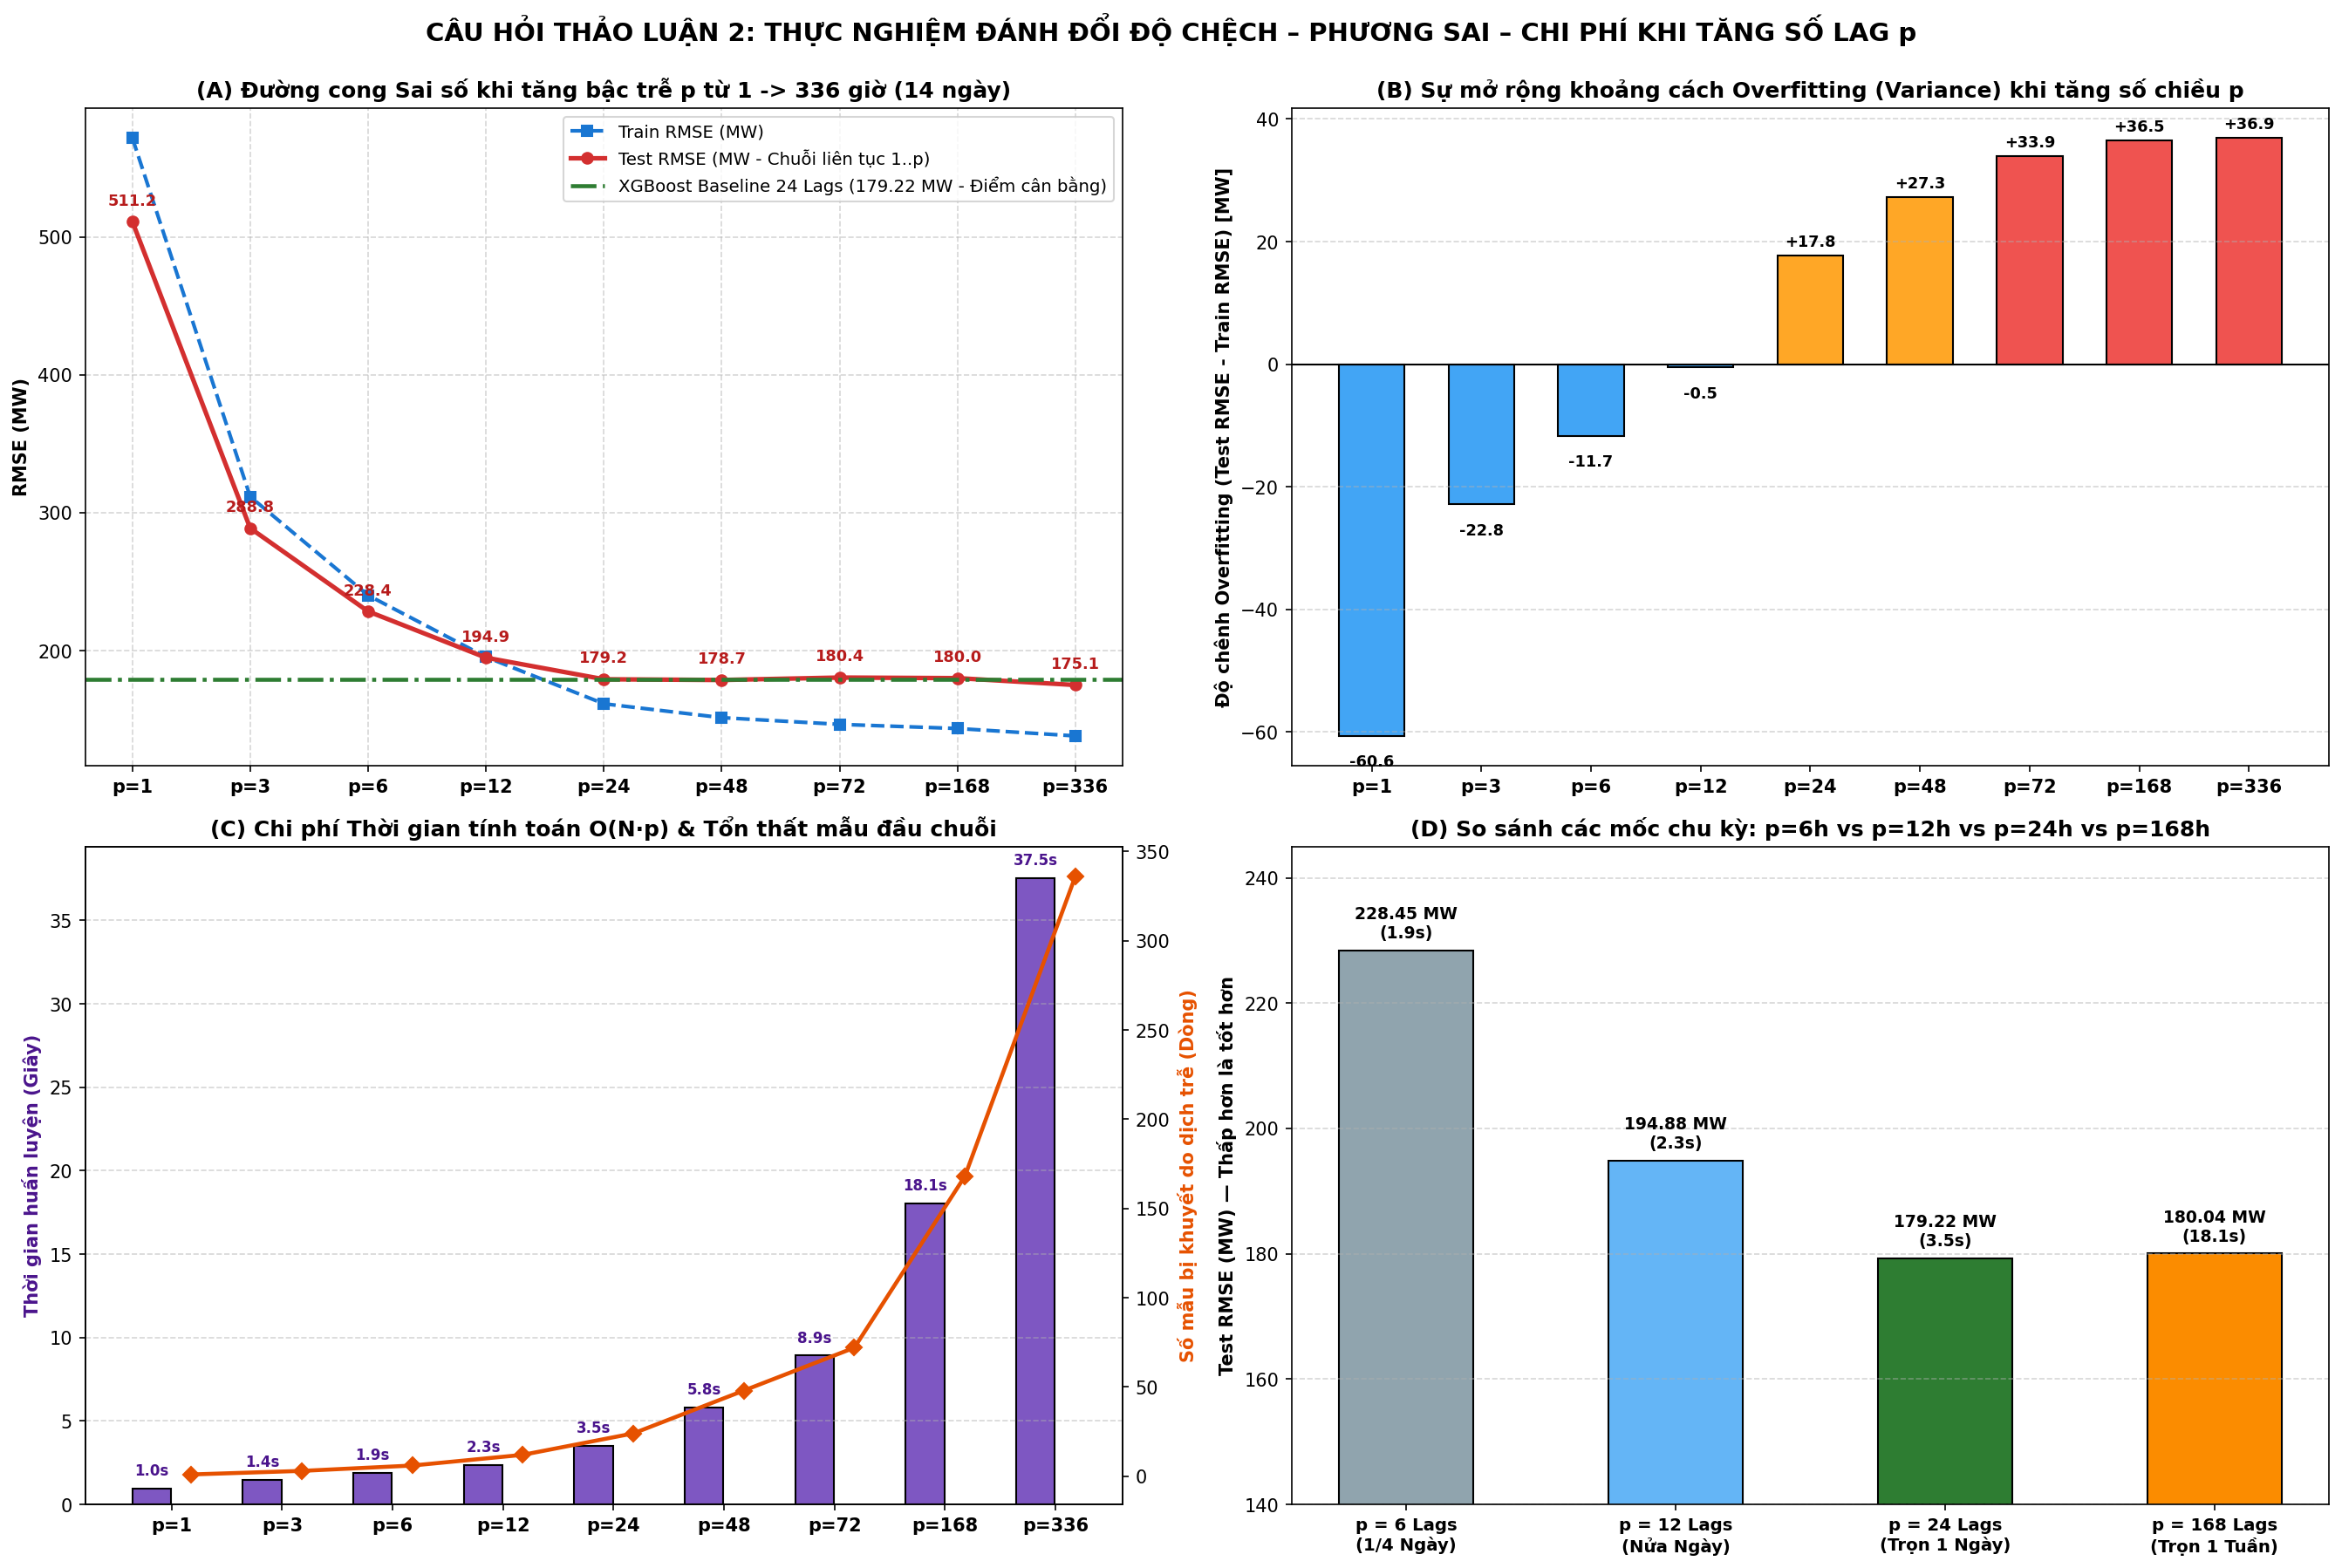 CÂU HỎI THẢO LUẬN 2: THỰC NGHIỆM ĐÁNH ĐỔI ĐỘ CHỆCH – PHƯƠNG SAI – CHI PHÍ KHI TĂNG SỐ LAG p
(A) Đường cong Sai số khi tăng bậc trễ p từ 1 -> 336 giờ (14 ngày)
RMSE (MW)
500
400
300
200
Train RMSE (MW)
Test RMSE (MW - Chuỗi liên tục 1..p)
XGBoost Baseline 24 Lags (179.22 MW - Điểm cân bằng)
511.2
288.8
228.4
194.9
179.2
178.7
180.4
180.0
175.1
p=1
p=3
p=6
p=12
p=24
p=48
p=72
p=168
p=336
(B) Sự mở rộng khoảng cách Overfitting (Variance) khi tăng số chiều p
Độ chênh Overfitting (Test RMSE - Train RMSE) [MW]
40
20
0
−20
−40
−60
-60.6
-22.8
-11.7
-0.5
+17.8
+27.3
+33.9
+36.5
+36.9
p=1
p=3
p=6
p=12
p=24
p=48
p=72
p=168
p=336
(C) Chi phí Thời gian tính toán O(N·p) & Tổn thất mẫu đầu chuỗi
Thời gian huấn luyện (Giây)
35
30
25
20
15
10
5
0
1.0s
1.4s
1.9s
2.3s
3.5s
5.8s
8.9s
18.1s
37.5s
350
300
250
200
150
100
50
0
Số mẫu bị khuyết do dịch trễ (Dòng)
p=1
p=3
p=6
p=12
p=24
p=48
p=72
p=168
p=336
(D) So sánh các mốc chu kỳ: p=6h vs p=12h vs p=24h vs p=168h
Test RMSE (MW) — Thấp hơn là tốt hơn
240
220
200
180
160
140
228.45 MW
(1.9s)
194.88 MW
(2.3s)
179.22 MW
(3.5s)
180.04 MW
(18.1s)
p = 6 Lags
(1/4 Ngày)
p = 12 Lags
(Nửa Ngày)
p = 24 Lags
(Trọn 1 Ngày)
p = 168 Lags
(Trọn 1 Tuần)